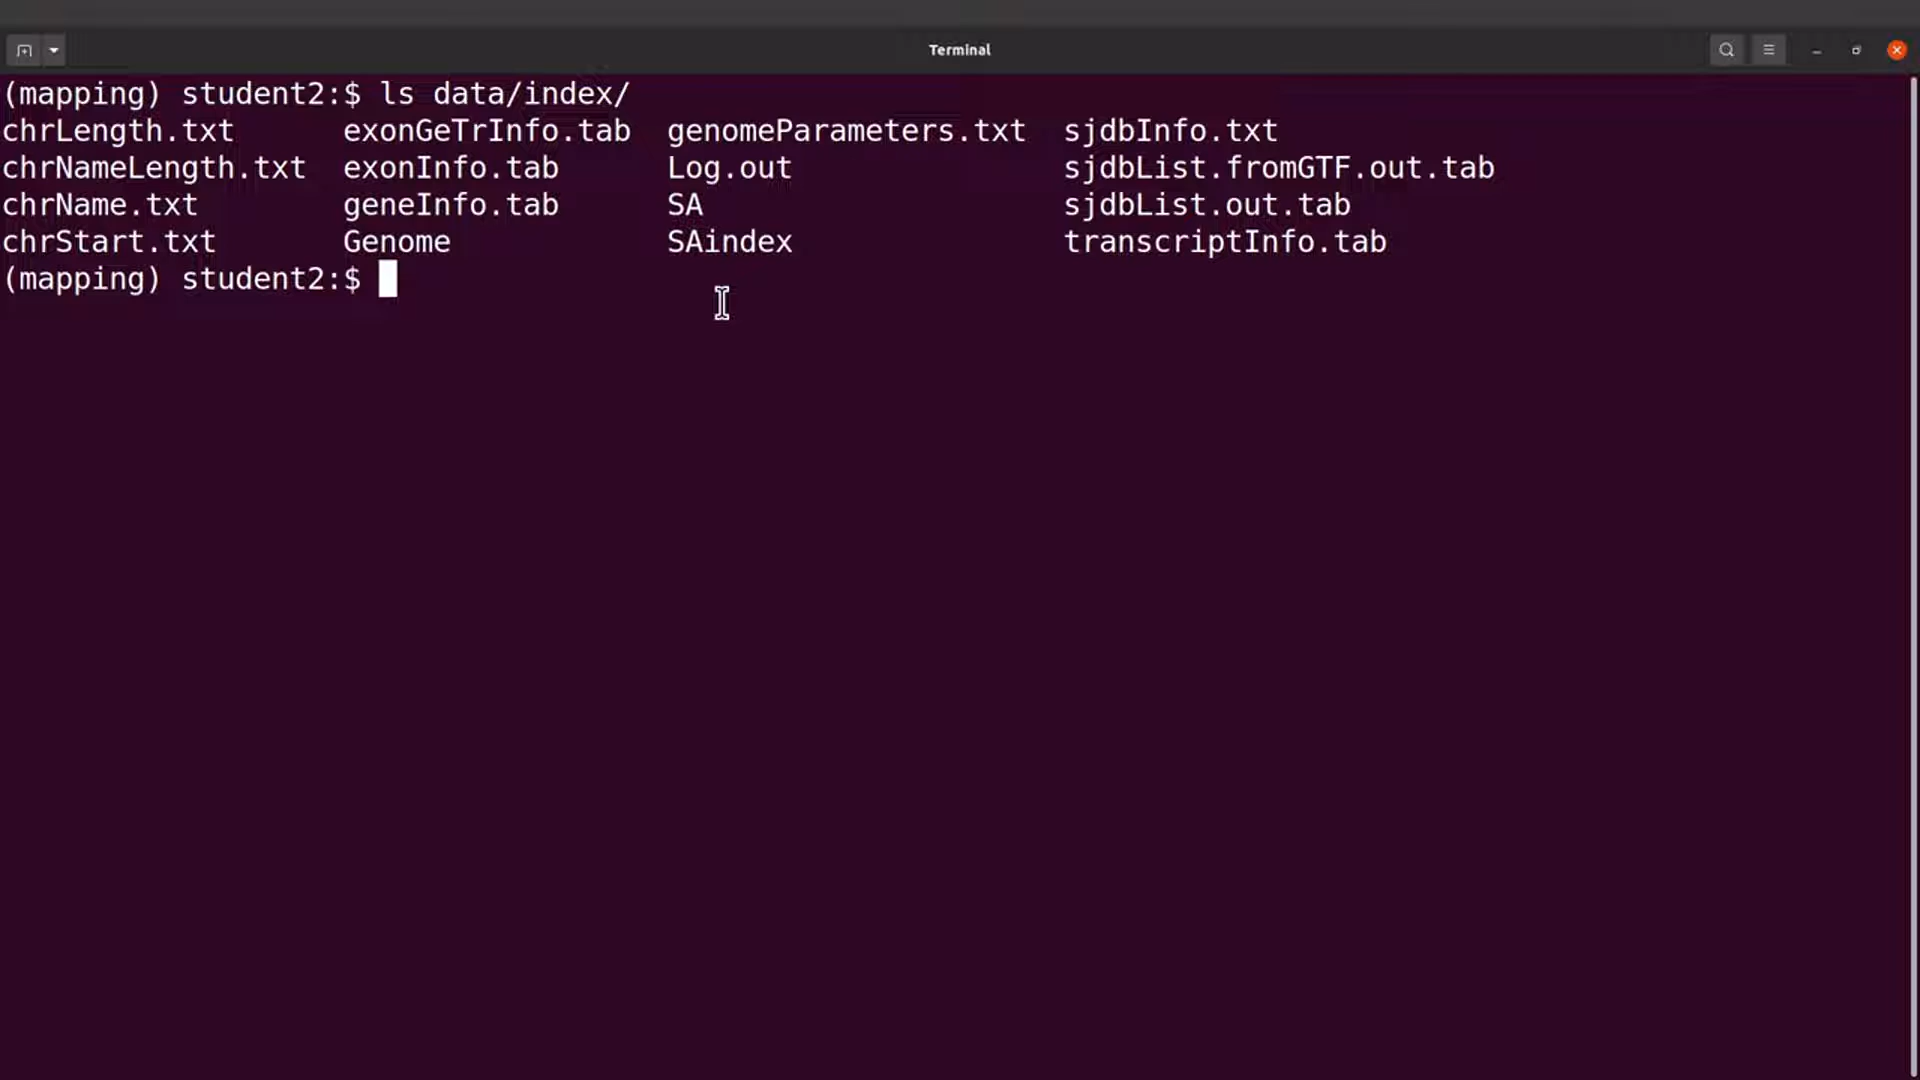 Terminal
(mapping) student2:$ ls data/index/
chrLength.txt exonGeTrInfo.tab genomeParameters.txt sjdbInfo.txt
chrNameLength.txt exonInfo.tab Log.out sjdbList.fromGTF.out.tab
chrName.txt geneInfo.tab SA sjdbList.out.tab
chrStart.txt Genome SAindex transcriptInfo.tab
(mapping) student2:$